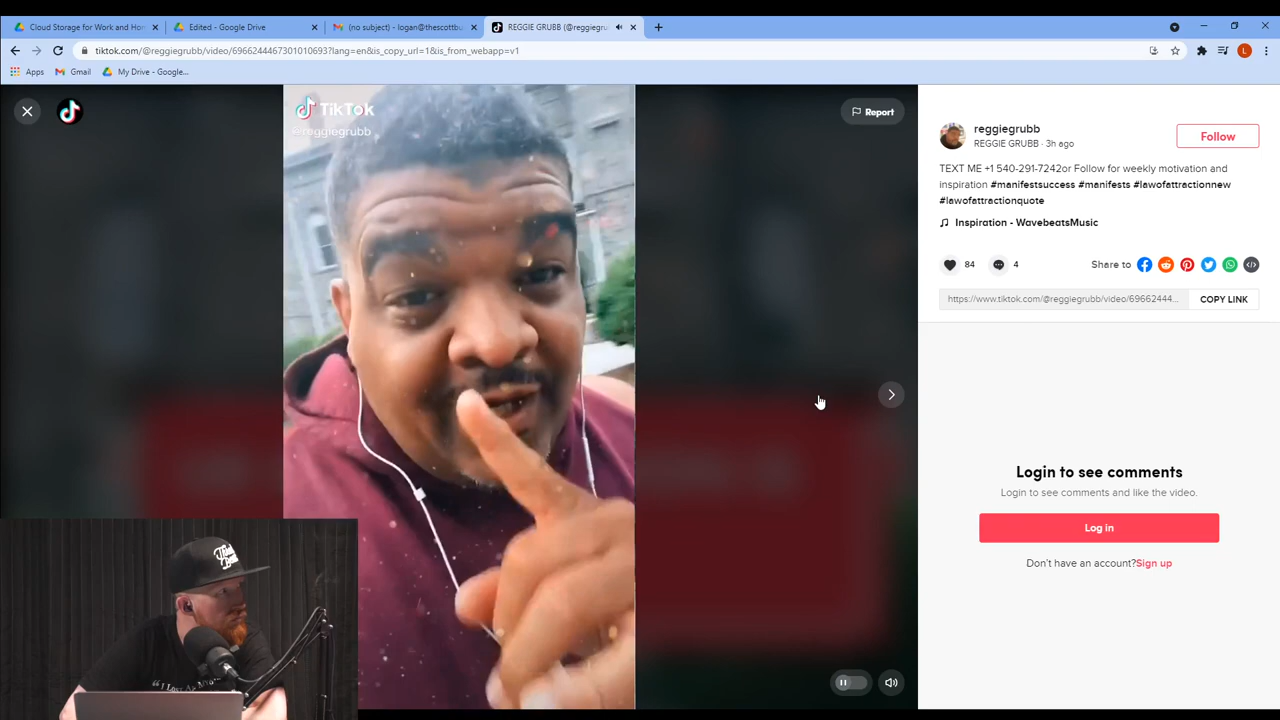 Cloud Storage for Work and Hom
Edited - Google Drive
(no subject) - logan@thescottbu
REGGIE GRUBB (@reggiegru
tiktok.com/@reggiegrubb/video/6966244467301010693?lang=en&is_copy_url=1&is_from_webapp=v1
Apps
Gmail
My Drive - Google...
TikTok
@reggiegrubb
Report
reggiegrubb
REGGIE GRUBB · 3h ago
Follow
TEXT ME +1 540-291-7242or Follow for weekly motivation and
inspiration #manifestsuccess #manifests #lawofattractionnew
#lawofattractionquote
Inspiration - WavebeatsMusic
84
4
Share to
https://www.tiktok.com/@reggiegrubb/video/69662444...
COPY LINK
Login to see comments
Login to see comments and like the video.
Log in
Don't have an account?Sign up